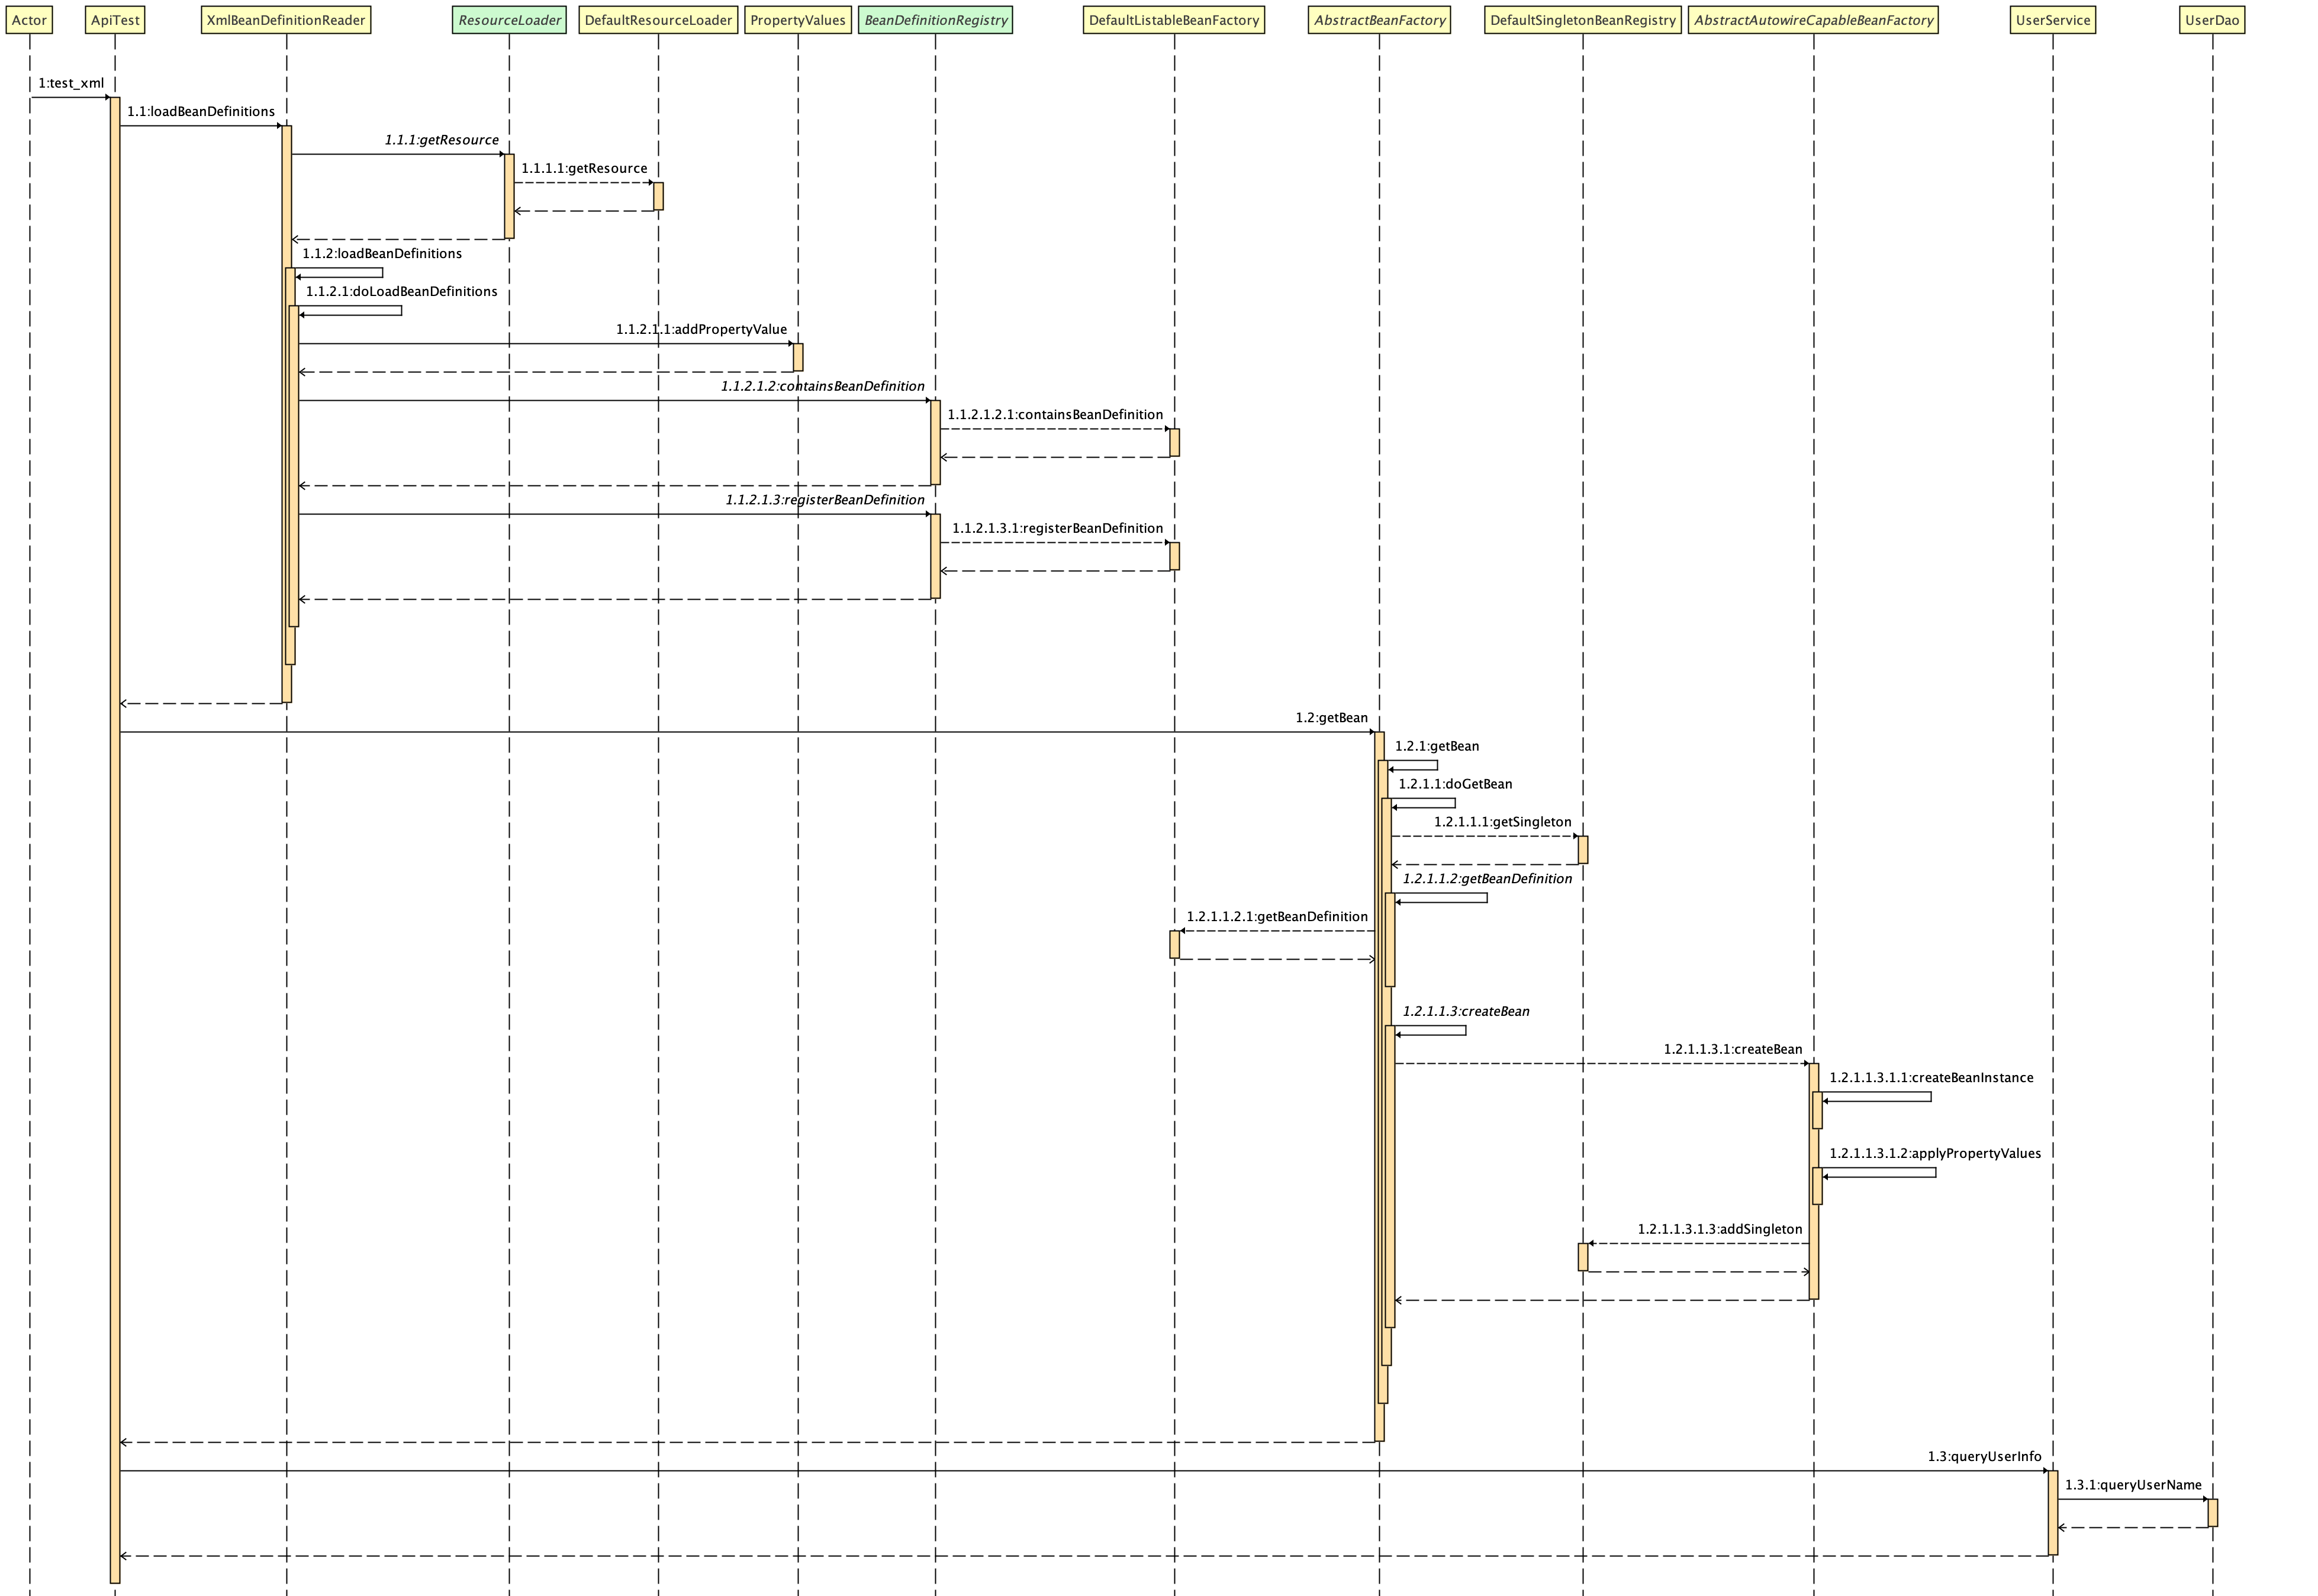 Actor
ApiTest
XmlBeanDefinitionReader
ResourceLoader
DefaultResourceLoader
PropertyValues
BeanDefinitionRegistry
DefaultListableBeanFactory
AbstractBeanFactory
DefaultSingletonBeanRegistry
AbstractAutowireCapableBeanFactory
UserService
UserDao
1:test_xml
1.1:loadBeanDefinitions
1.1.1:getResource
1.1.1.1:getResource
1.1.2:loadBeanDefinitions
1.1.2.1:doLoadBeanDefinitions
1.1.2.1.1:addPropertyValue
1.1.2.1.2:containsBeanDefinition
1.1.2.1.2.1:containsBeanDefinition
1.1.2.1.3:registerBeanDefinition
1.1.2.1.3.1:registerBeanDefinition
1.2:getBean
1.2.1:getBean
1.2.1.1:doGetBean
1.2.1.1.1:getSingleton
1.2.1.1.2:getBeanDefinition
1.2.1.1.2.1:getBeanDefinition
1.2.1.1.3:createBean
1.2.1.1.3.1:createBean
1.2.1.1.3.1.1:createBeanInstance
1.2.1.1.3.1.2:applyPropertyValues
1.2.1.1.3.1.3:addSingleton
1.3:queryUserInfo
1.3.1:queryUserName